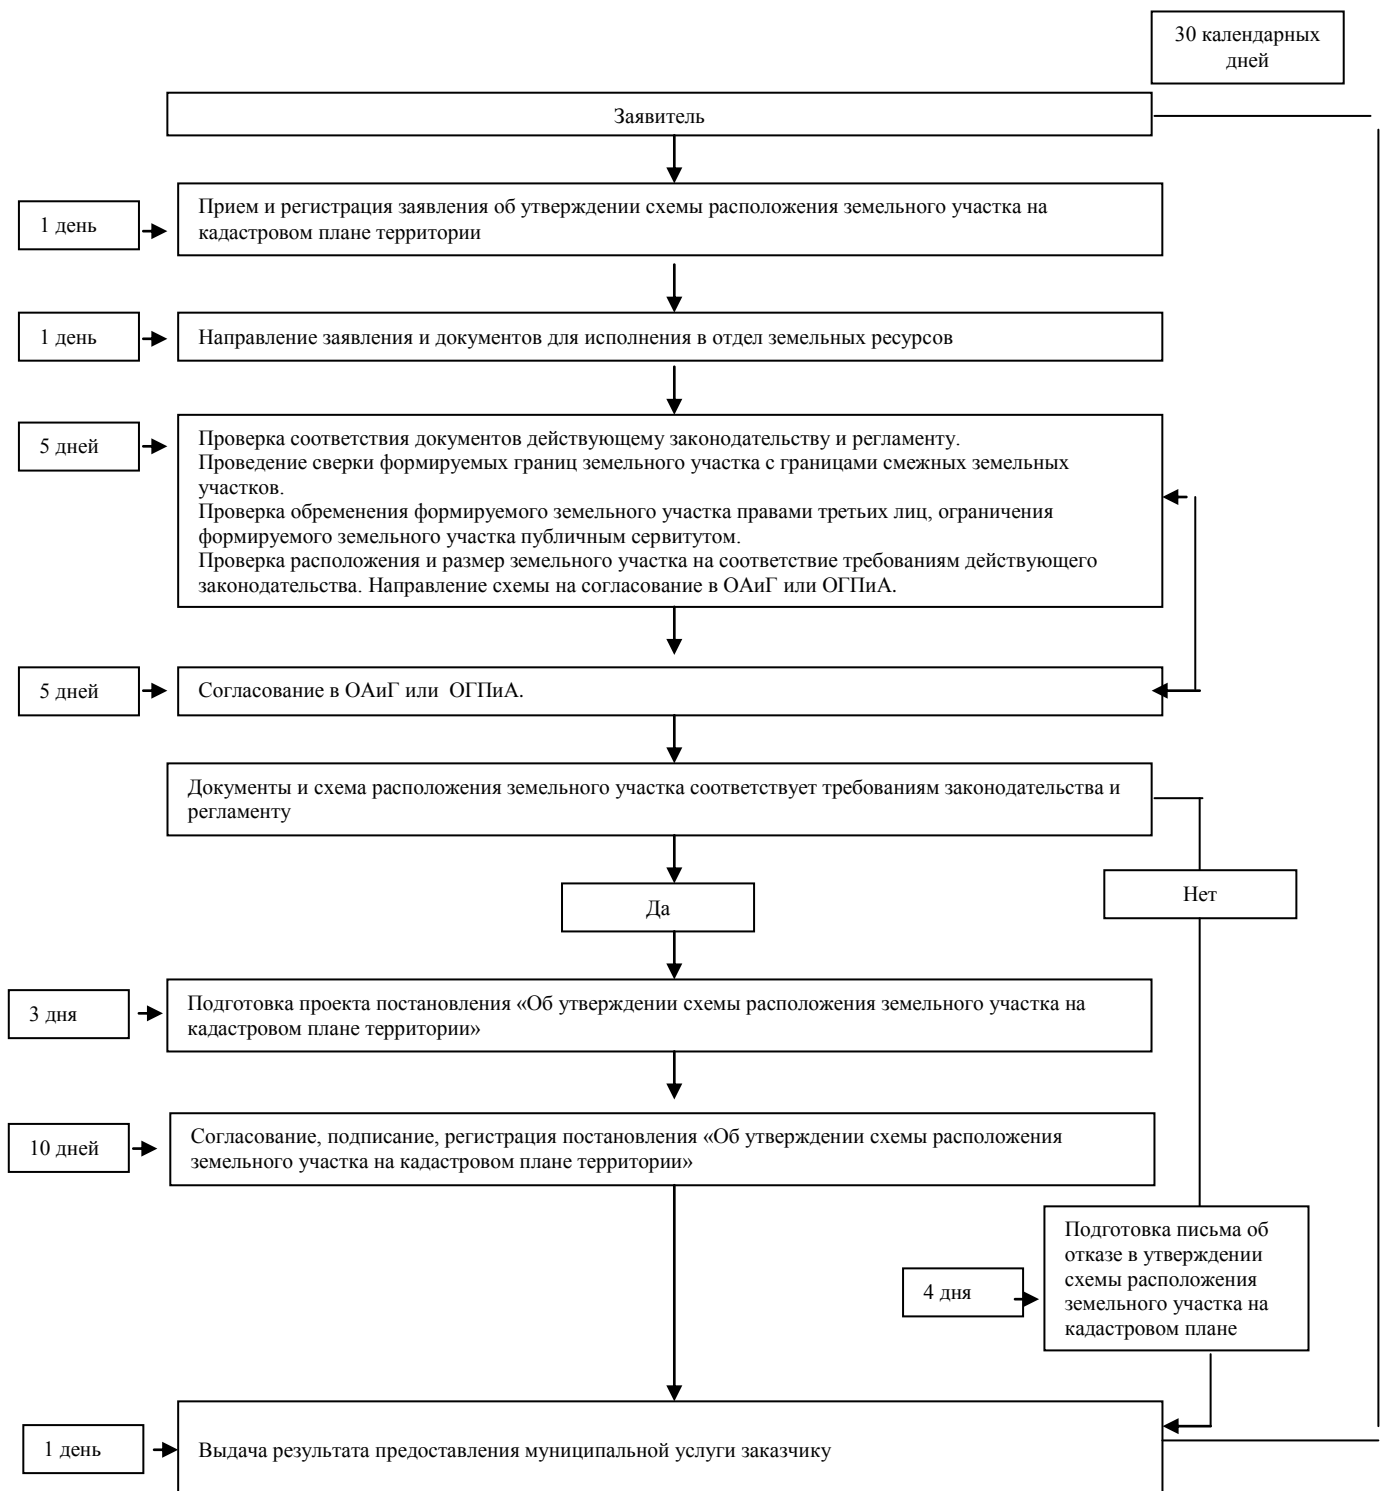 30 календарных
дней
Заявитель
1 день
Прием и регистрация заявления об утверждении схемы расположения земельного участка на
кадастровом плане территории
1 день
Направление заявления и документов для исполнения в отдел земельных ресурсов
5 дней
Проверка соответствия документов действующему законодательству и регламенту.
Проведение сверки формируемых границ земельного участка с границами смежных земельных
участков.
Проверка обременения формируемого земельного участка правами третьих лиц, ограничения
формируемого земельного участка публичным сервитутом.
Проверка расположения и размер земельного участка на соответствие требованиям действующего
законодательства. Направление схемы на согласование в ОАиГ или ОГПиА.
5 дней
Согласование в ОАиГ или ОГПиА.
Документы и схема расположения земельного участка соответствует требованиям законодательства и
регламенту
Да
Нет
3 дня
Подготовка проекта постановления «Об утверждении схемы расположения земельного участка на
кадастровом плане территории»
10 дней
Согласование, подписание, регистрация постановления «Об утверждении схемы расположения
земельного участка на кадастровом плане территории»
4 дня
Подготовка письма об
отказе в утверждении
схемы расположения
земельного участка на
кадастровом плане
1 день
Выдача результата предоставления муниципальной услуги заказчику